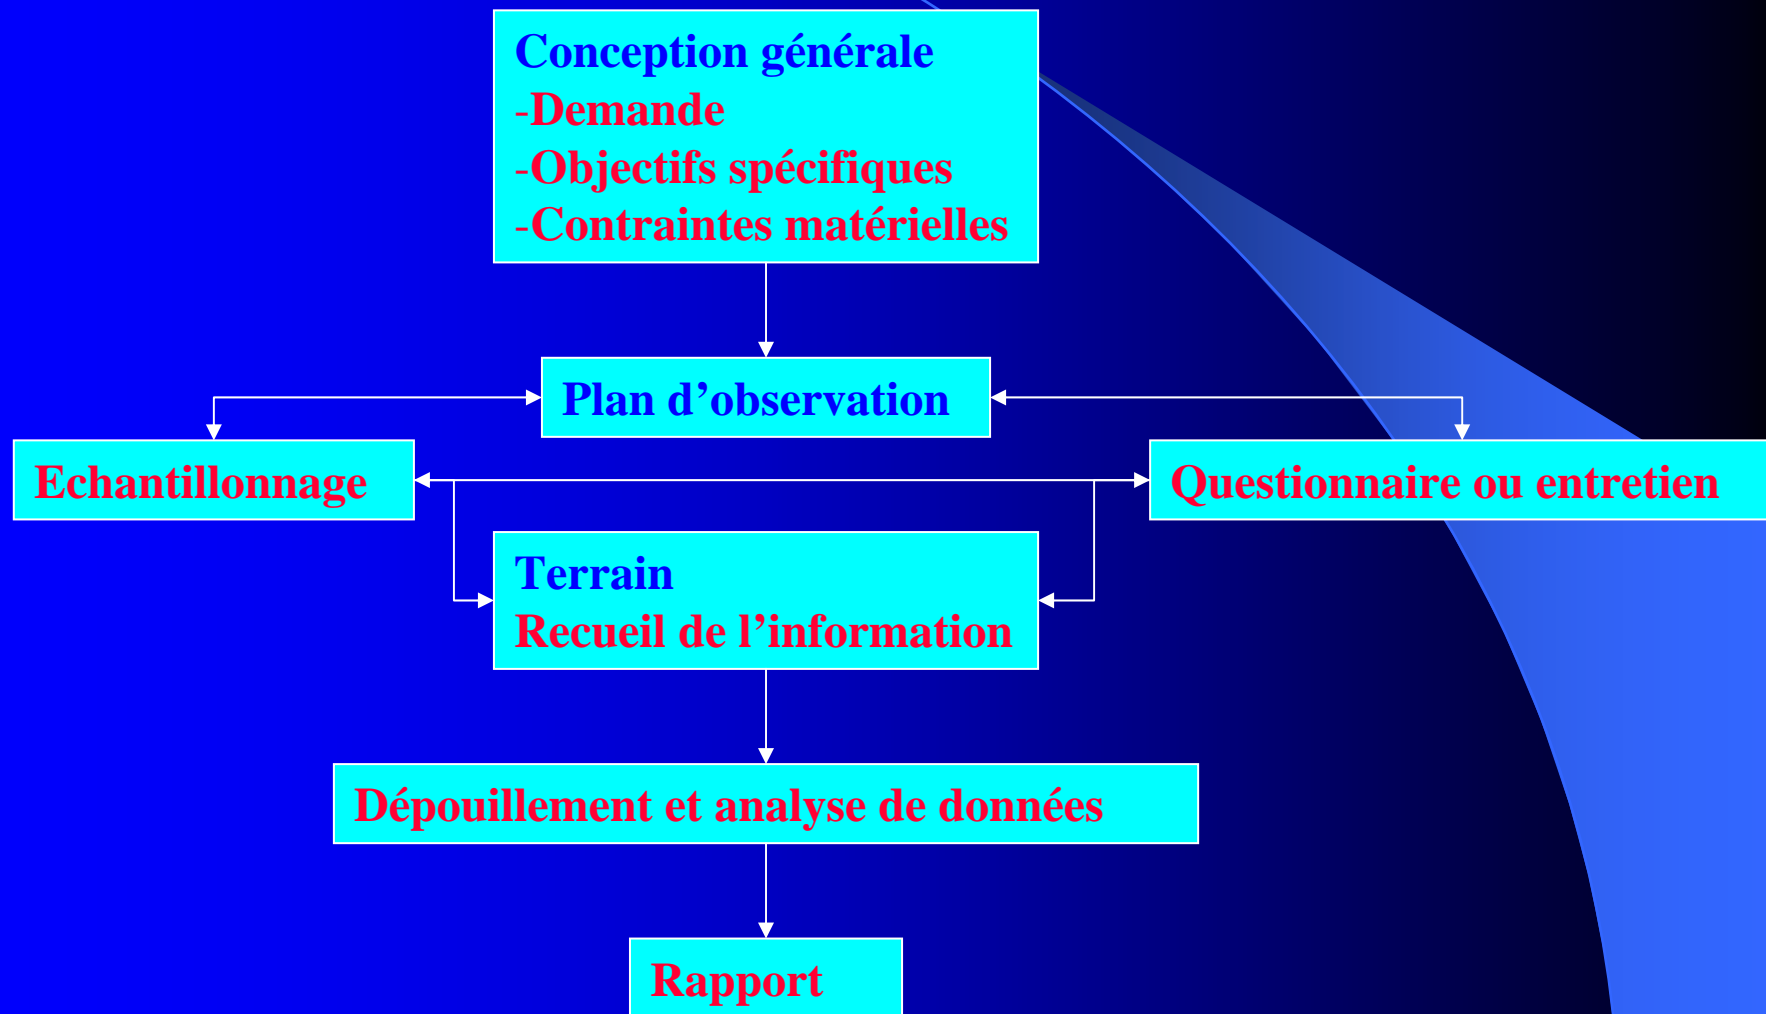 Conception générale
-Demande
-Objectifs spécifiques
-Contraintes matérielles
Plan d’observation
Echantillonnage
Questionnaire ou entretien
Terrain
Recueil de l’information
Dépouillement et analyse de données
Rapport